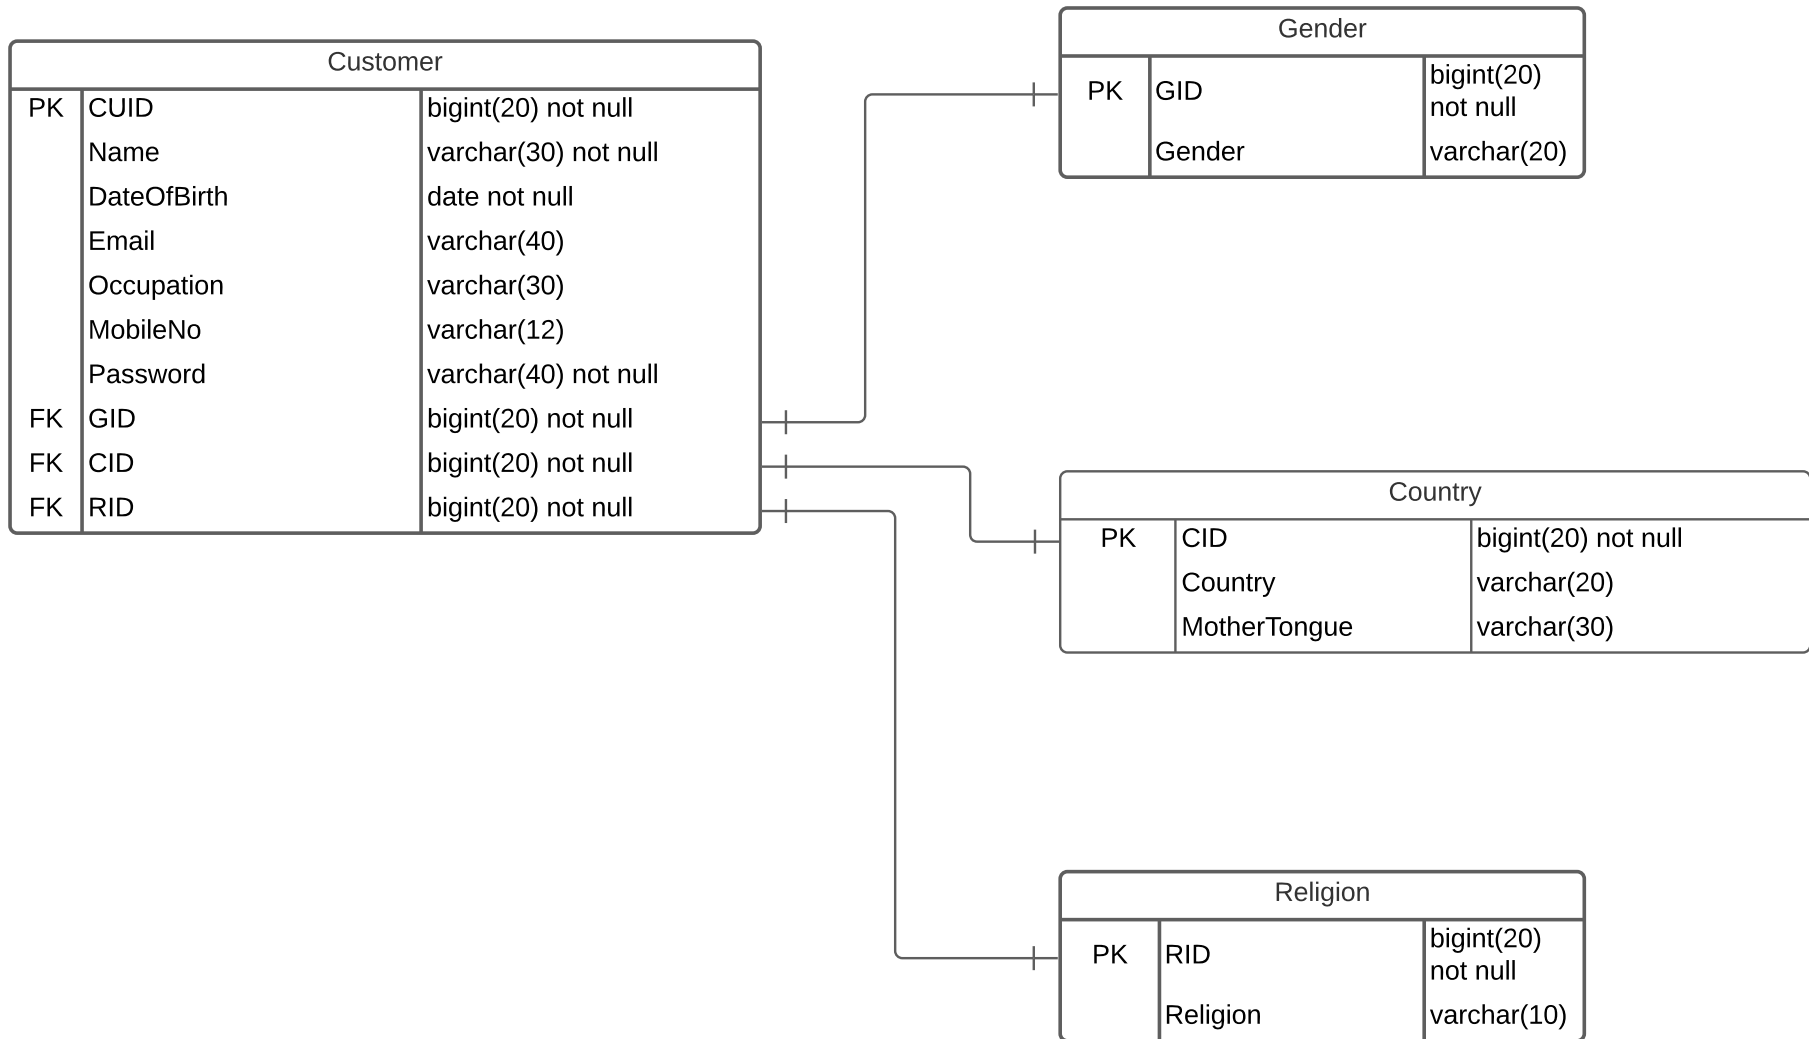 Customer
PK CUID bigint(20) not null
Name varchar(30) not null
DateOfBirth date not null
Email varchar(40)
Occupation varchar(30)
MobileNo varchar(12)
Password varchar(40) not null
FK GID bigint(20) not null
FK CID bigint(20) not null
FK RID bigint(20) not null
Gender
PK GID bigint(20)
not null
Gender varchar(20)
Country
PK CID bigint(20) not null
Country varchar(20)
MotherTongue varchar(30)
Religion
PK RID bigint(20)
not null
Religion varchar(10)